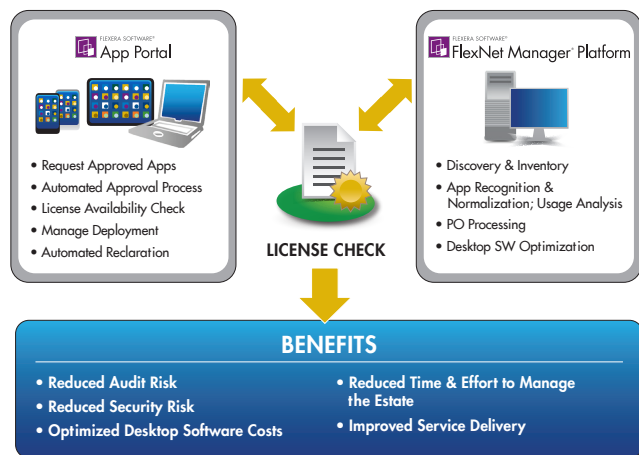 FLEXERA SOFTWARE®
App Portal
• Request Approved Apps
• Automated Approval Process
• License Availability Check
• Manage Deployment
• Automated Reclaration
FLEXERA SOFTWARE®
FlexNet Manager® Platform
• Discovery & Inventory
• App Recognition &
Normalization; Usage Analysis
• PO Processing
• Desktop SW Optimization
LICENSE CHECK
BENEFITS
• Reduced Audit Risk
• Reduced Security Risk
• Optimized Desktop Software Costs
• Reduced Time & Effort to Manage
the Estate
• Improved Service Delivery